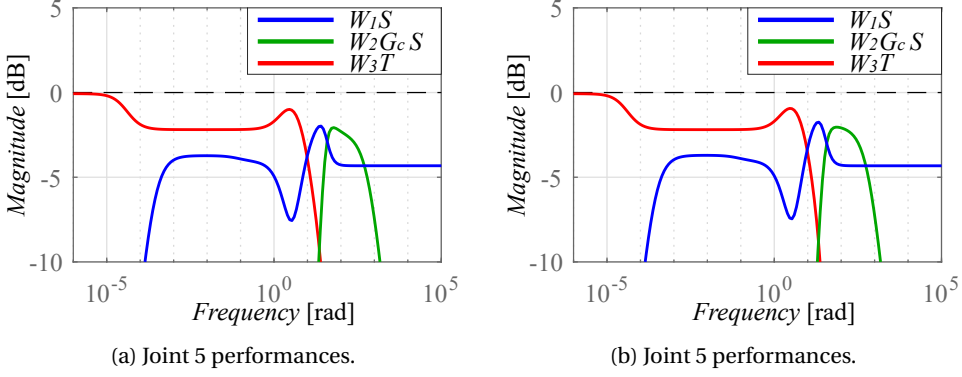 5
0
-5
-10
Magnitude [dB]
W1S
W2Gc S
W3T
10^-5
10^0
10^5
Frequency [rad]
(a) Joint 5 performances.
5
0
-5
-10
Magnitude [dB]
W1S
W2Gc S
W3T
10^-5
10^0
10^5
Frequency [rad]
(b) Joint 5 performances.